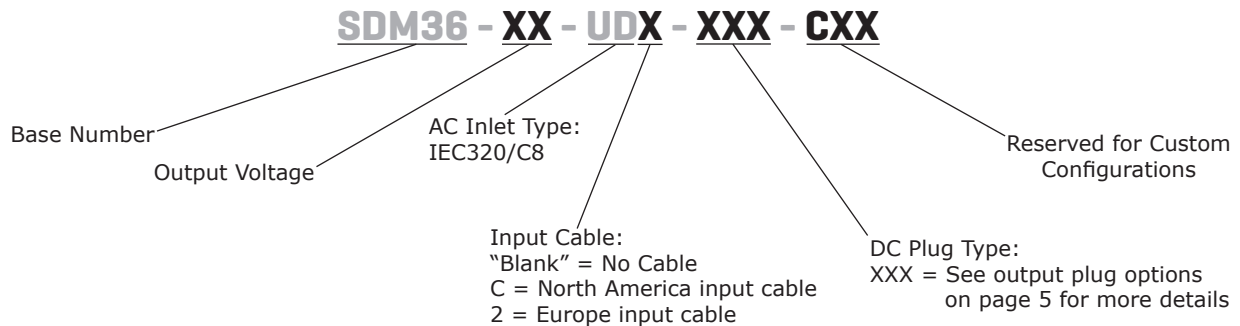 SDM36 - XX - UDX - XXX - CXX
Base Number
Output Voltage
AC Inlet Type:
IEC320/C8
Input Cable:
“Blank” = No Cable
C = North America input cable
2 = Europe input cable
DC Plug Type:
XXX = See output plug options
on page 5 for more details
Reserved for Custom
Configurations